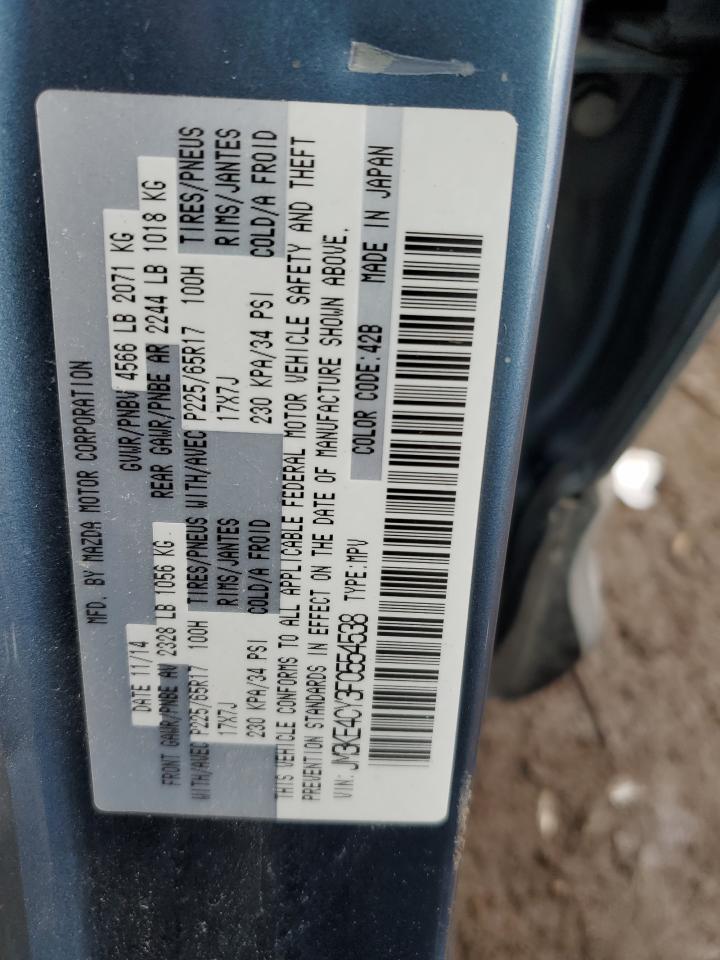 MFD. BY MAZDA MOTOR CORPORATION
DATE 11/14 GVWR/PNBV 4566 LB 2071 KG
FRONT GAWR/PNBE AV 2328 LB 1056 KG REAR GAWR/PNBE AR 2244 LB 1018 KG
WITH/AVEC P225/65R17 100H TIRES/PNEUS WITH/AVEC P225/65R17 100H TIRES/PNEUS
17X7J RIMS/JANTES 17X7J RIMS/JANTES
230 KPA/34 PSI COLD/A FROID 230 KPA/34 PSI COLD/A FROID
THIS VEHICLE CONFORMS TO ALL APPLICABLE FEDERAL MOTOR VEHICLE SAFETY AND THEFT
PREVENTION STANDARDS IN EFFECT ON THE DATE OF MANUFACTURE SHOWN ABOVE.
VIN: JM3KE4CY3F0554538 TYPE:MPV COLOR CODE:42B MADE IN JAPAN